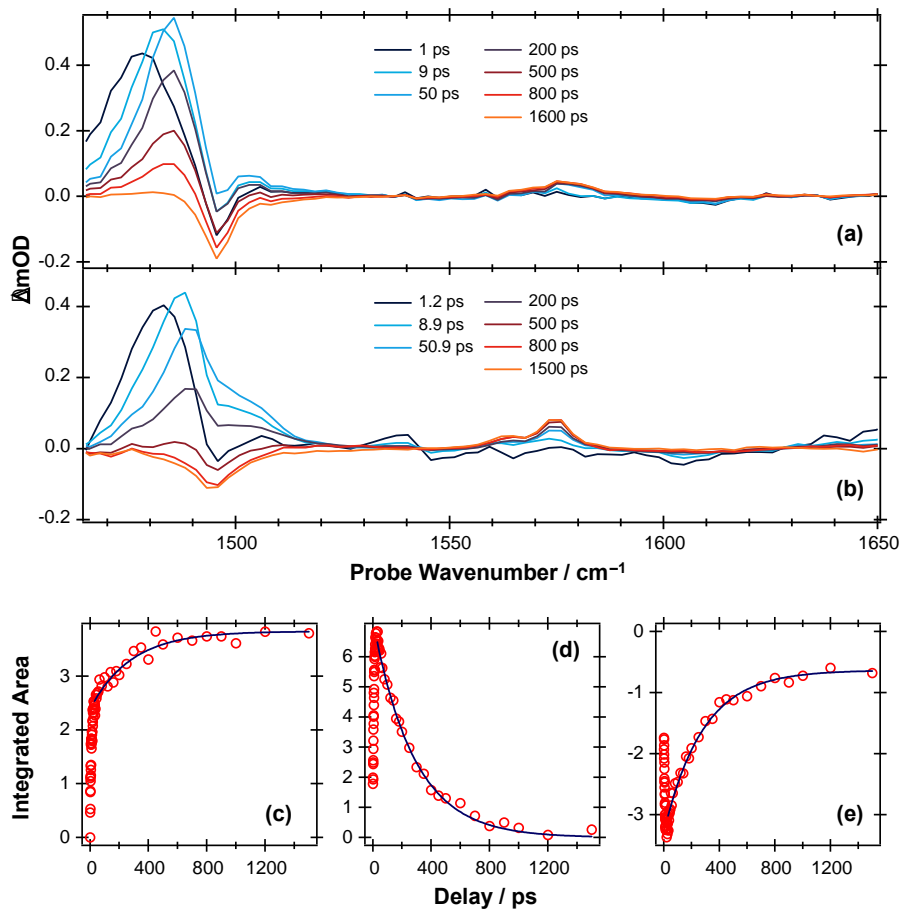 0.4
0.2
0.0
-0.2
1 ps
9 ps
50 ps
200 ps
500 ps
800 ps
1600 ps
(a)
ΔmOD
0.4
0.2
0.0
-0.2
1.2 ps
8.9 ps
50.9 ps
200 ps
500 ps
800 ps
1500 ps
(b)
1500 1550 1600 1650
Probe Wavenumber / cm⁻¹
Integrated Area
3
2
1
0
(c)
0 400 800 1200
6
5
4
3
2
1
0
(d)
0 400 800 1200
0
-1
-2
-3
(e)
0 400 800 1200
Delay / ps